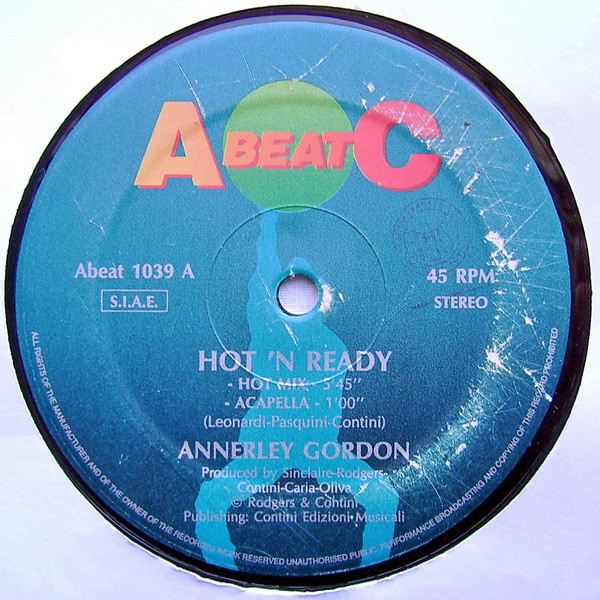 A BEAT C
Abeat 1039 A
S.I.A.E.
45 RPM
STEREO
HOT 'N READY
- HOT MIX - 5'45"
- ACAPELLA - 1'00"
(Leonardi-Pasquini-Contini)
ANNERLEY GORDON
Produced by Sinclaire-Rodgers-
Contini-Caria-Oliva
© Rodgers & Contini
Publishing: Contini Edizioni Musicali
ALL RIGHTS OF THE MANUFACTURER AND OF THE OWNER OF THE RECORDED WORK RESERVED UNAUTHORISED PUBLIC PERFORMANCE BROADCASTING AND COPYING OF THIS RECORD PROHIBITED